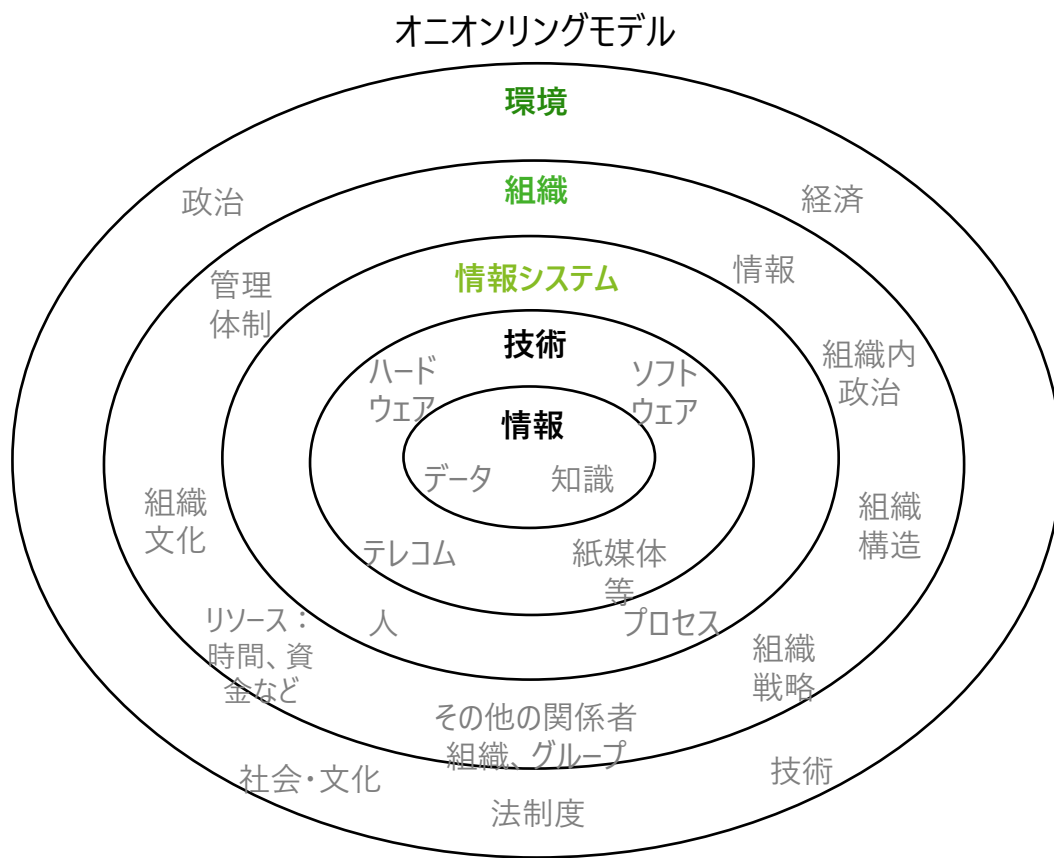 オニオンリングモデル
環境
政治
経済
組織
管理
体制
情報
情報システム
組織内
政治
技術
ハード
ウェア
ソフト
ウェア
情報
データ
知識
組織
文化
組織
構造
テレコム
紙媒体
等
リソース：
時間、資
金など
人
プロセス
組織
戦略
その他の関係者
組織、グループ
社会・文化
技術
法制度